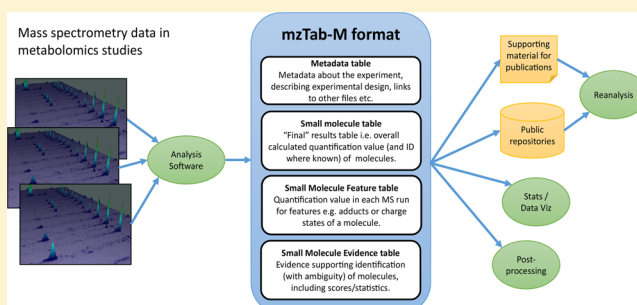 Mass spectrometry data in
metabolomics studies
Analysis
Software
mzTab-M format
Metadata table
Metadata about the experiment,
describing experimental design, links
to other files etc.
Small molecule table
“Final” results table i.e. overall
calculated quantification value (and ID
where known) of molecules.
Small Molecule Feature table
Quantification value in each MS run
for features e.g. adducts or charge
states of a molecule.
Small Molecule Evidence table
Evidence supporting identification
(with ambiguity) of molecules,
including scores/statistics.
Supporting
material for
publications
Public
repositories
Reanalysis
Stats /
Data Viz
Post-
processing